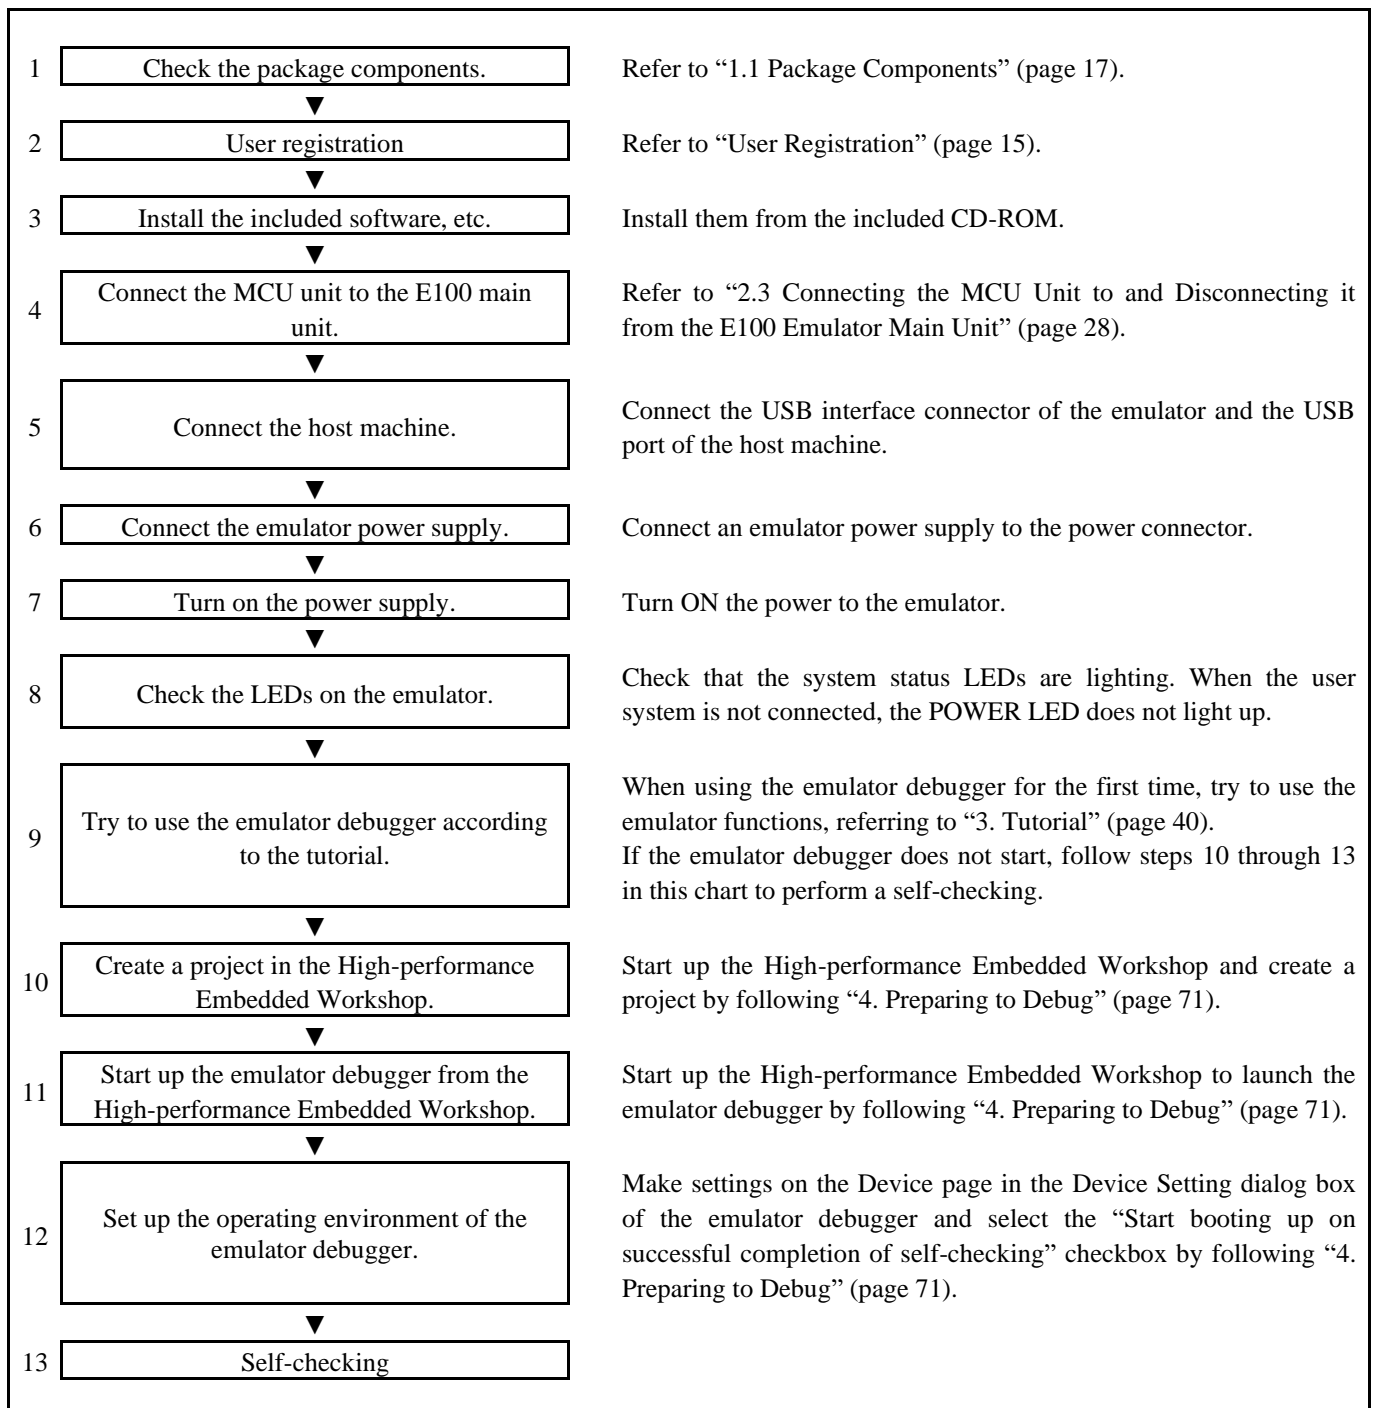 1
Check the package components.
Refer to “1.1 Package Components” (page 17).
▼
2
User registration
Refer to “User Registration” (page 15).
▼
3
Install the included software, etc.
Install them from the included CD-ROM.
▼
4
Connect the MCU unit to the E100 main
unit.
Refer to “2.3 Connecting the MCU Unit to and Disconnecting it
from the E100 Emulator Main Unit” (page 28).
▼
5
Connect the host machine.
Connect the USB interface connector of the emulator and the USB
port of the host machine.
▼
6
Connect the emulator power supply.
Connect an emulator power supply to the power connector.
▼
7
Turn on the power supply.
Turn ON the power to the emulator.
▼
8
Check the LEDs on the emulator.
Check that the system status LEDs are lighting. When the user
system is not connected, the POWER LED does not light up.
▼
9
Try to use the emulator debugger according
to the tutorial.
When using the emulator debugger for the first time, try to use the
emulator functions, referring to “3. Tutorial” (page 40).
If the emulator debugger does not start, follow steps 10 through 13
in this chart to perform a self-checking.
▼
10
Create a project in the High-performance
Embedded Workshop.
Start up the High-performance Embedded Workshop and create a
project by following “4. Preparing to Debug” (page 71).
▼
11
Start up the emulator debugger from the
High-performance Embedded Workshop.
Start up the High-performance Embedded Workshop to launch the
emulator debugger by following “4. Preparing to Debug” (page 71).
▼
12
Set up the operating environment of the
emulator debugger.
Make settings on the Device page in the Device Setting dialog box
of the emulator debugger and select the “Start booting up on
successful completion of self-checking” checkbox by following “4.
Preparing to Debug” (page 71).
▼
13
Self-checking